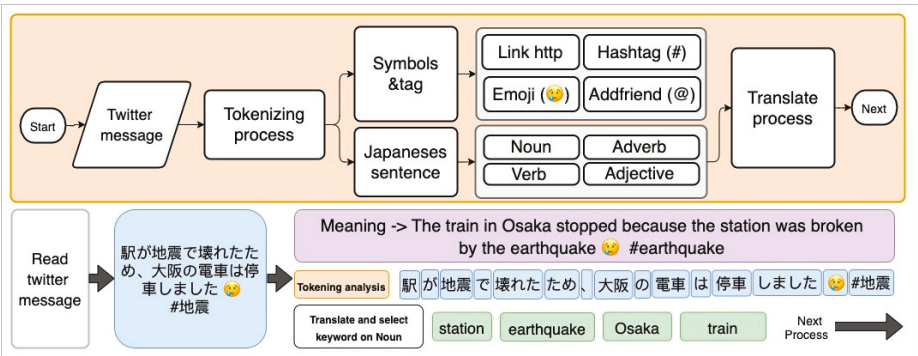 Start
Twitter
message
Tokenizing
process
Symbols
&tag
Link http
Hashtag (#)
Emoji (😢)
Addfriend (@)
Japaneses
sentence
Noun
Adverb
Verb
Adjective
Translate
process
Next
Read
twitter
message
駅が地震で壊れたた
め、大阪の電車は停
車しました 😢
#地震
Meaning -> The train in Osaka stopped because the station was broken
by the earthquake 😢 #earthquake
Tokening analysis
駅 が 地震 で 壊れた ため 、 大阪 の 電車 は 停車 しました 😢 #地震
Translate and select
keyword on Noun
station
earthquake
Osaka
train
Next
Process